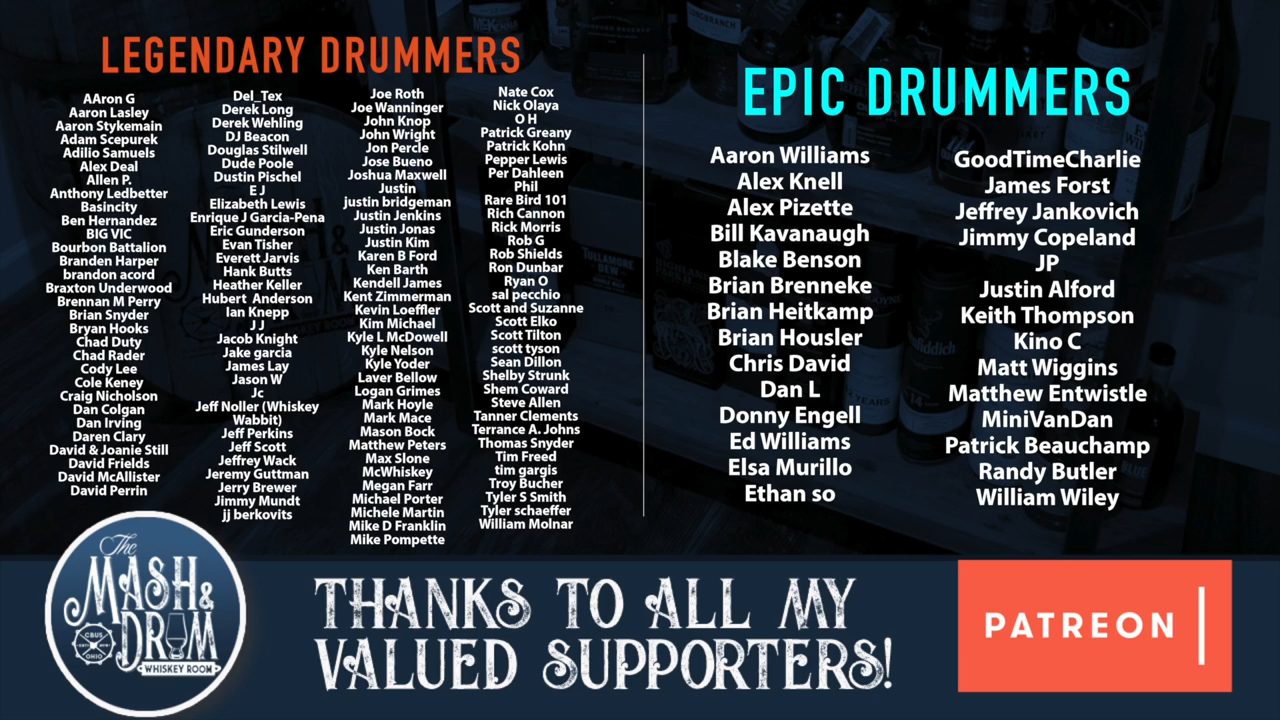 LEGENDARY DRUMMERS
AAron G
Aaron Lasley
Aaron Stykemain
Adam Scepurek
Adilio Samuels
Alex Deal
Allen P.
Anthony Ledbetter
Basincity
Ben Hernandez
BIG VIC
Bourbon Battalion
Branden Harper
brandon acord
Braxton Underwood
Brennan M Perry
Brian Snyder
Bryan Hooks
Chad Duty
Chad Rader
Cody Lee
Cole Keney
Craig Nicholson
Dan Colgan
Dan Irving
Daren Clary
David & Joanie Still
David Frields
David McAllister
David Perrin
Del_Tex
Derek Long
Derek Wehling
DJ Beacon
Douglas Stilwell
Dude Poole
Dustin Pischel
E J
Elizabeth Lewis
Enrique J Garcia-Pena
Eric Gunderson
Evan Tisher
Everett Jarvis
Hank Butts
Heather Keller
Hubert Anderson
Ian Knepp
J J
Jacob Knight
Jake garcia
James Lay
Jason W
Jc
Jeff Noller (Whiskey
Wabbit)
Jeff Perkins
Jeff Scott
Jeffrey Wack
Jeremy Guttman
Jerry Brewer
Jimmy Mundt
jj berkovits
Joe Roth
Joe Wanninger
John Knop
John Wright
Jon Percle
Jose Bueno
Joshua Maxwell
Justin
justin bridgeman
Justin Jenkins
Justin Jonas
Justin Kim
Karen B Ford
Ken Barth
Kendell James
Kent Zimmerman
Kevin Loeffler
Kim Michael
Kyle L McDowell
Kyle Nelson
Kyle Yoder
Laver Bellow
Logan Grimes
Mark Hoyle
Mark Mace
Mason Bock
Matthew Peters
Max Slone
McWhiskey
Megan Farr
Michael Porter
Michele Martin
Mike D Franklin
Mike Pompette
Nate Cox
Nick Olaya
O H
Patrick Greany
Patrick Kohn
Pepper Lewis
Per Dahleen
Phil
Rare Bird 101
Rich Cannon
Rick Morris
Rob G
Rob Shields
Ron Dunbar
Ryan O
sal pecchio
Scott and Suzanne
Scott Elko
Scott Tilton
scott tyson
Sean Dillon
Shelby Strunk
Shem Coward
Steve Allen
Tanner Clements
Terrance A. Johns
Thomas Snyder
Tim Freed
tim gargis
Troy Bucher
Tyler S Smith
Tyler schaeffer
William Molnar
EPIC DRUMMERS
Aaron Williams
Alex Knell
Alex Pizette
Bill Kavanaugh
Blake Benson
Brian Brenneke
Brian Heitkamp
Brian Housler
Chris David
Dan L
Donny Engell
Ed Williams
Elsa Murillo
Ethan so
GoodTimeCharlie
James Forst
Jeffrey Jankovich
Jimmy Copeland
JP
Justin Alford
Keith Thompson
Kino C
Matt Wiggins
Matthew Entwistle
MiniVanDan
Patrick Beauchamp
Randy Butler
William Wiley
The
MASH &
DRUM
CBUS
OHIO
WHISKEY ROOM
THANKS TO ALL MY
VALUED SUPPORTERS!
PATREON